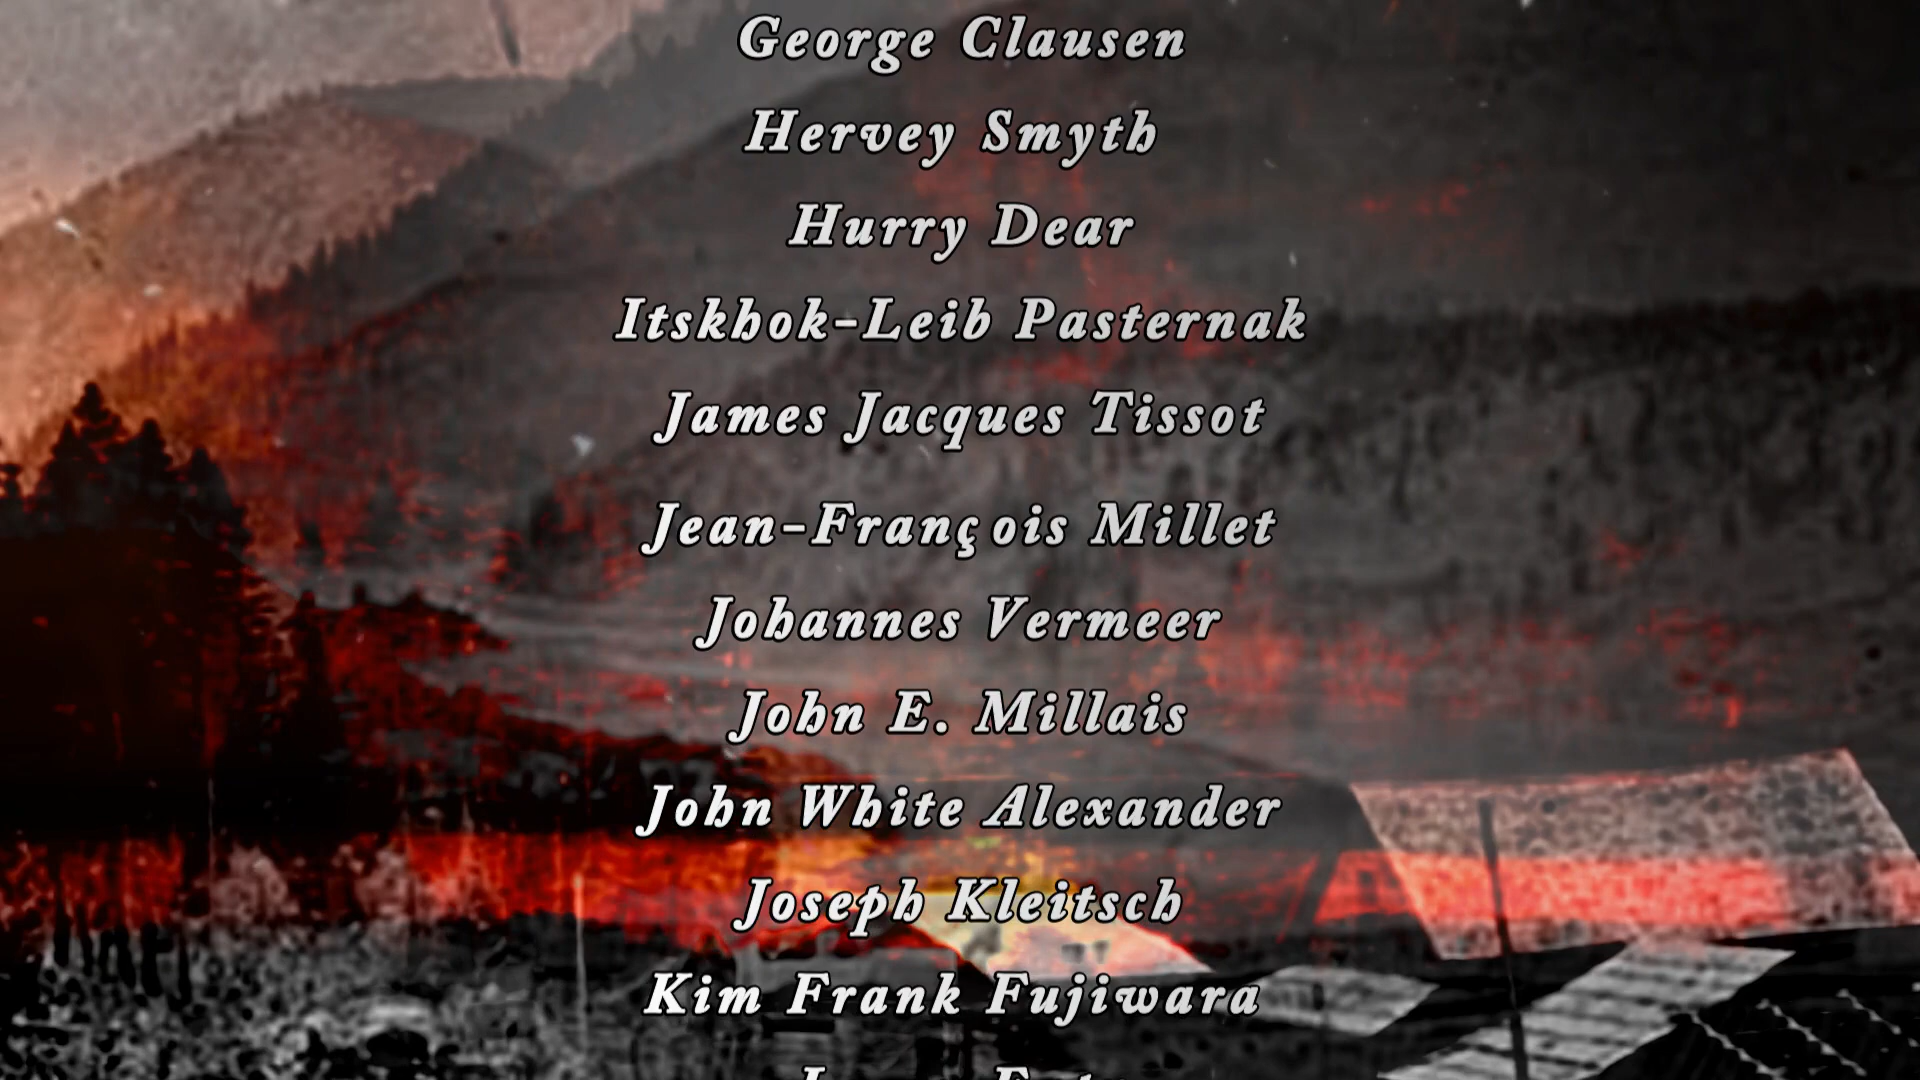 George Clausen
Hervey Smyth
Hurry Dear
Itskhok-Leib Pasternak
James Jacques Tissot
Jean-François Millet
Johannes Vermeer
John E. Millais
John White Alexander
Joseph Kleitsch
Kim Frank Fujiwara